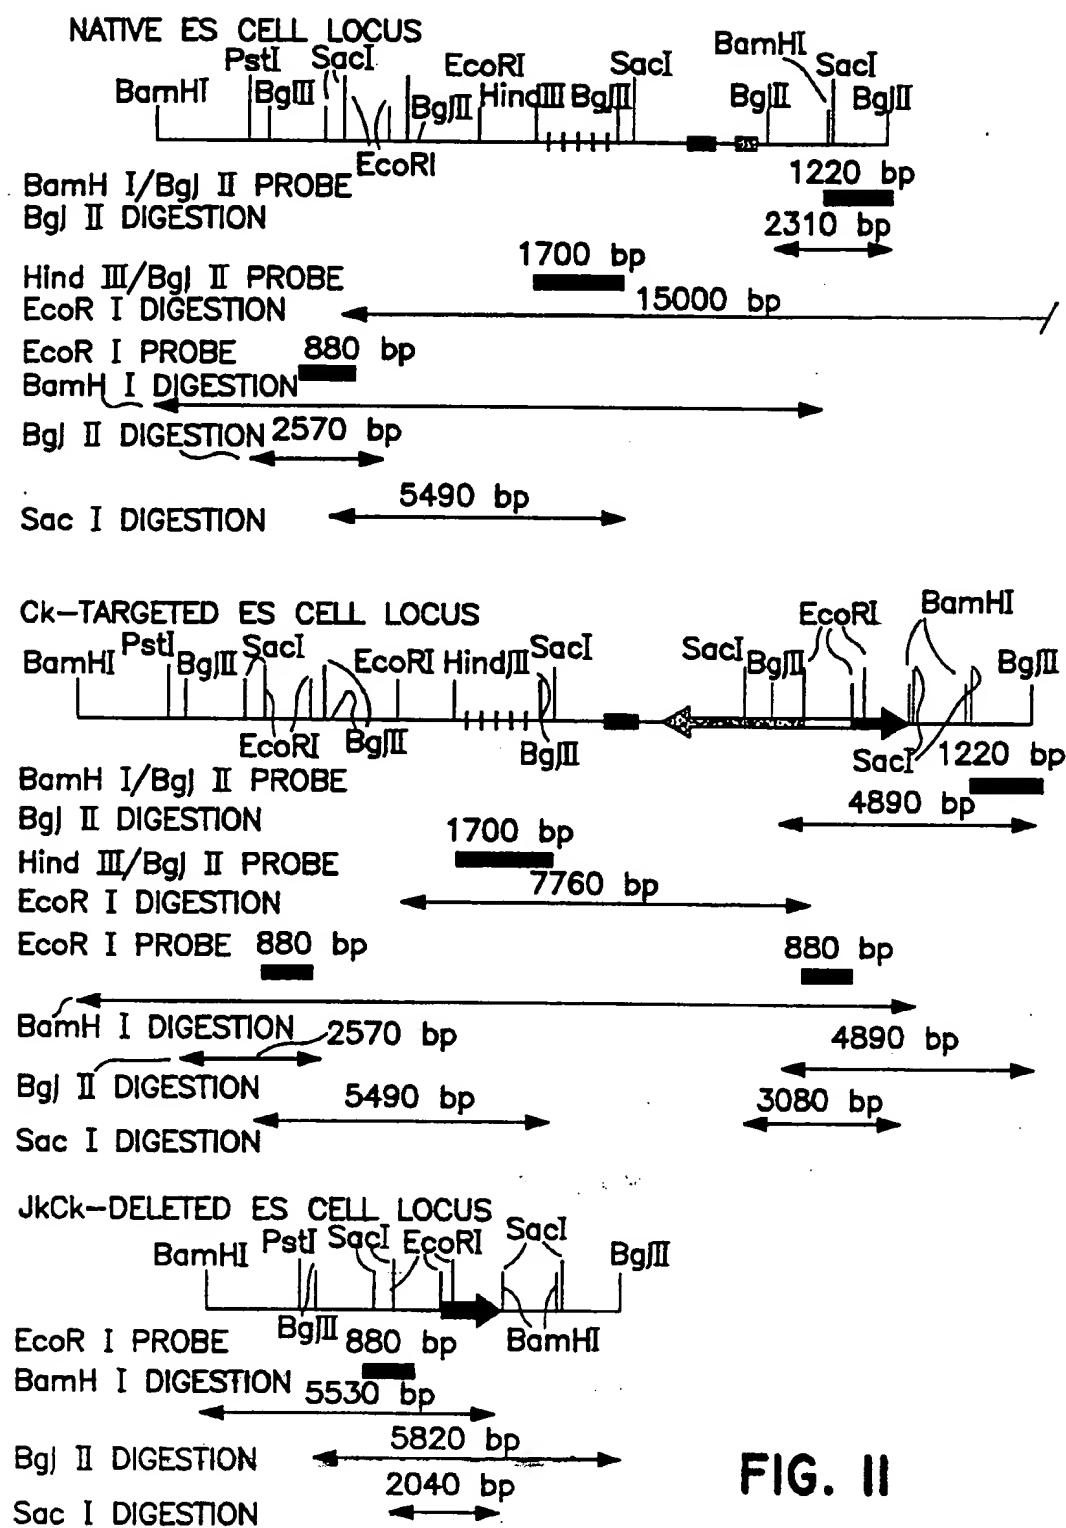 NATIVE ES CELL LOCUS
BamHI
PstI
BglII
SacI
EcoRI
BglII
EcoRI
HindIII
BglII
SacI
BglII
BamHI
SacI
BglII
BamH I/Bgl II PROBE
1220 bp
Bgl II DIGESTION
2310 bp
Hind III/Bgl II PROBE
1700 bp
EcoR I DIGESTION
15000 bp
EcoR I PROBE
880 bp
BamH I DIGESTION
Bgl II DIGESTION
2570 bp
Sac I DIGESTION
5490 bp
Ck-TARGETED ES CELL LOCUS
BamHI
PstI
BglII
SacI
EcoRI
BglII
EcoRI
HindIII
BglII
SacI
SacI
BglII
EcoRI
BamHI
SacI
BglII
BamH I/Bgl II PROBE
1220 bp
Bgl II DIGESTION
4890 bp
Hind III/Bgl II PROBE
1700 bp
EcoR I DIGESTION
7760 bp
EcoR I PROBE
880 bp
880 bp
BamH I DIGESTION
Bgl II DIGESTION
2570 bp
4890 bp
Sac I DIGESTION
5490 bp
3080 bp
JkCk-DELETED ES CELL LOCUS
BamHI
PstI
BglII
SacI
EcoRI
SacI
BamHI
BglII
EcoR I PROBE
880 bp
BamH I DIGESTION
5530 bp
Bgl II DIGESTION
5820 bp
Sac I DIGESTION
2040 bp
FIG. 11